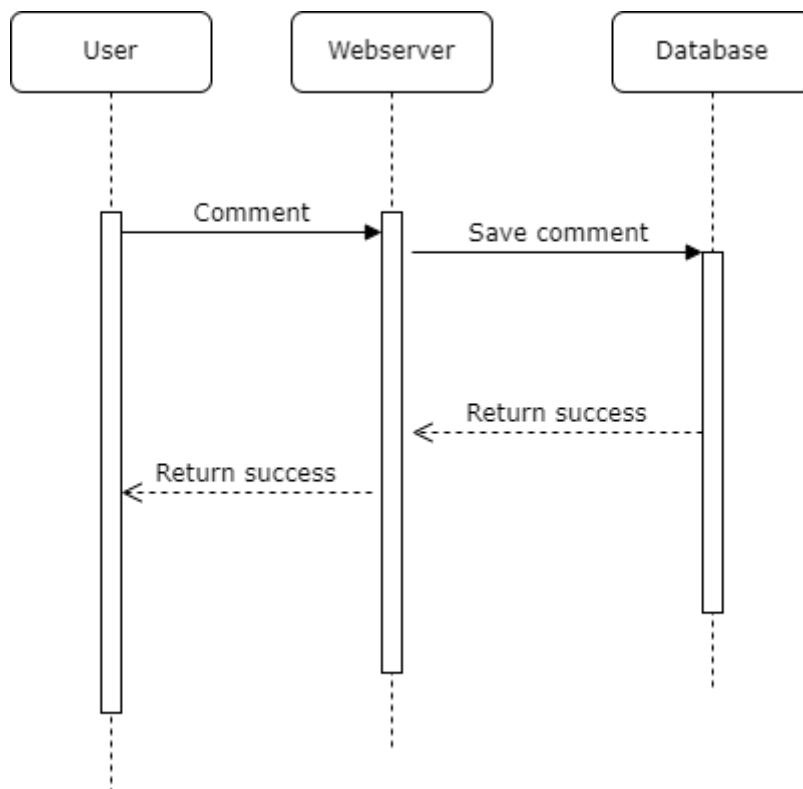 User
Webserver
Database
Comment
Save comment
Return success
Return success